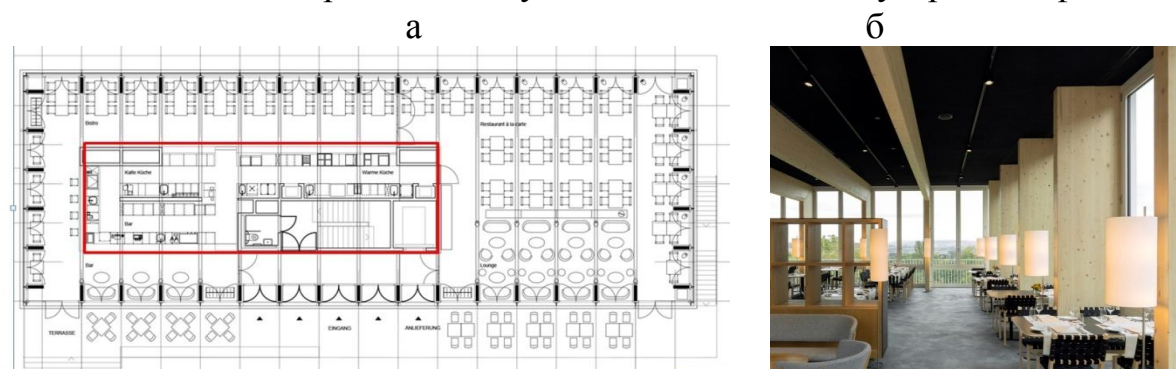 а
б
Bistro
Restaurant à la carte
Kalte Küche
Warme Küche
Bar
Bar
Lounge
TERRASSE
EINGANG
ANLIEFERUNG